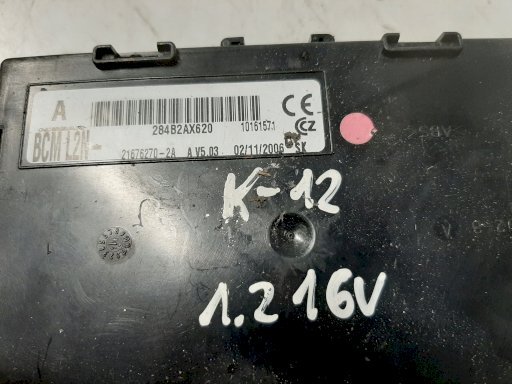 A
284B2AX620
10161571
CE
CZ
BCM L2N-
21676270-2A A V5.03 02/11/2006 SK
K-12
1.2 16V